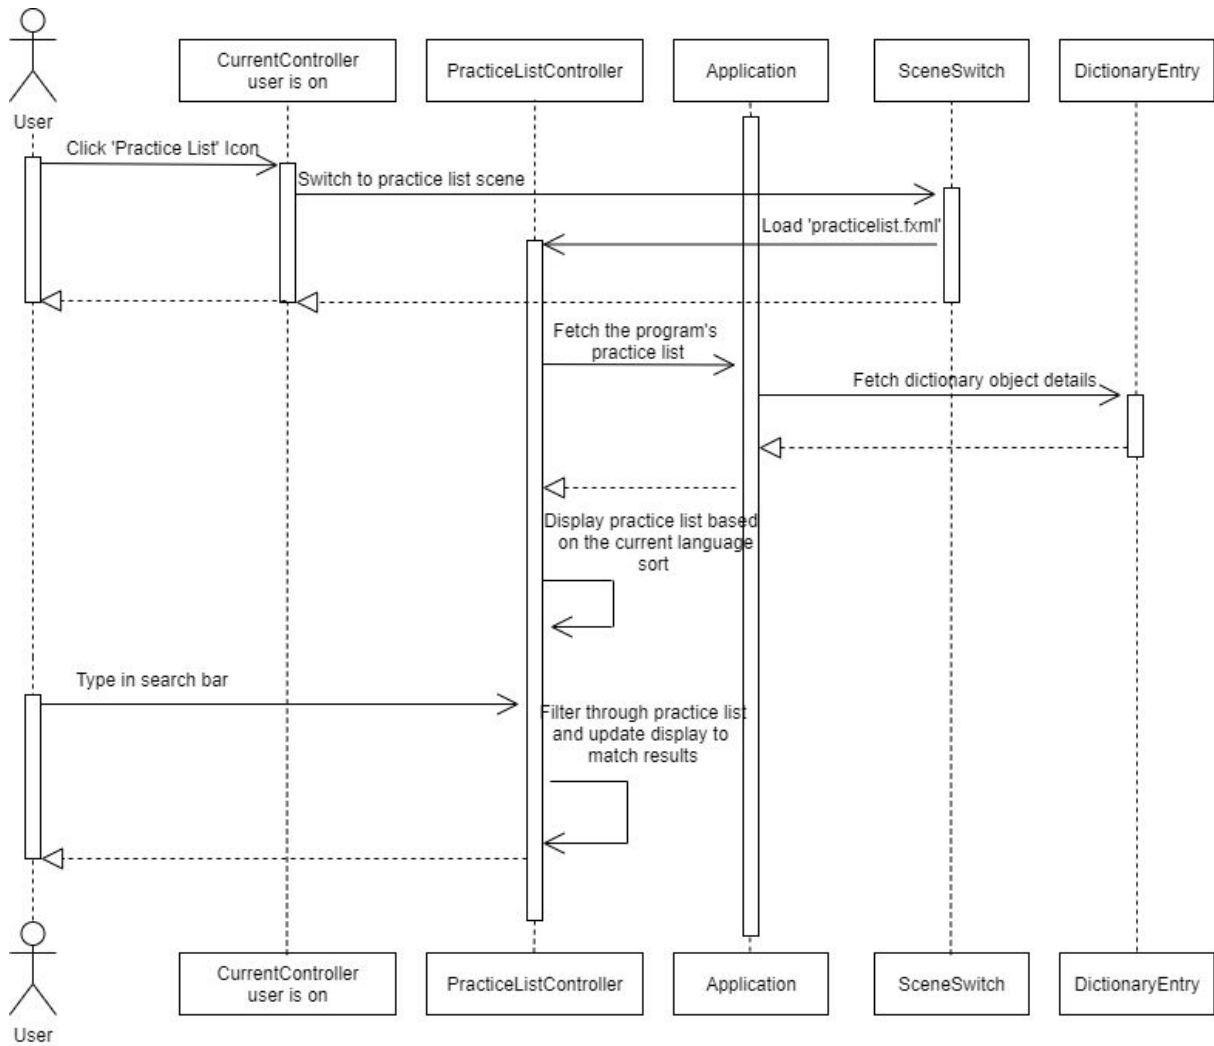 CurrentController
user is on
PracticeListController
Application
SceneSwitch
DictionaryEntry
User
Click 'Practice List' Icon
Switch to practice list scene
Load 'practicelist.fxml'
Fetch the program's
practice list
Fetch dictionary object details
Display practice list based
on the current language
sort
Type in search bar
Filter through practice list
and update display to
match results
CurrentController
user is on
PracticeListController
Application
SceneSwitch
DictionaryEntry
User